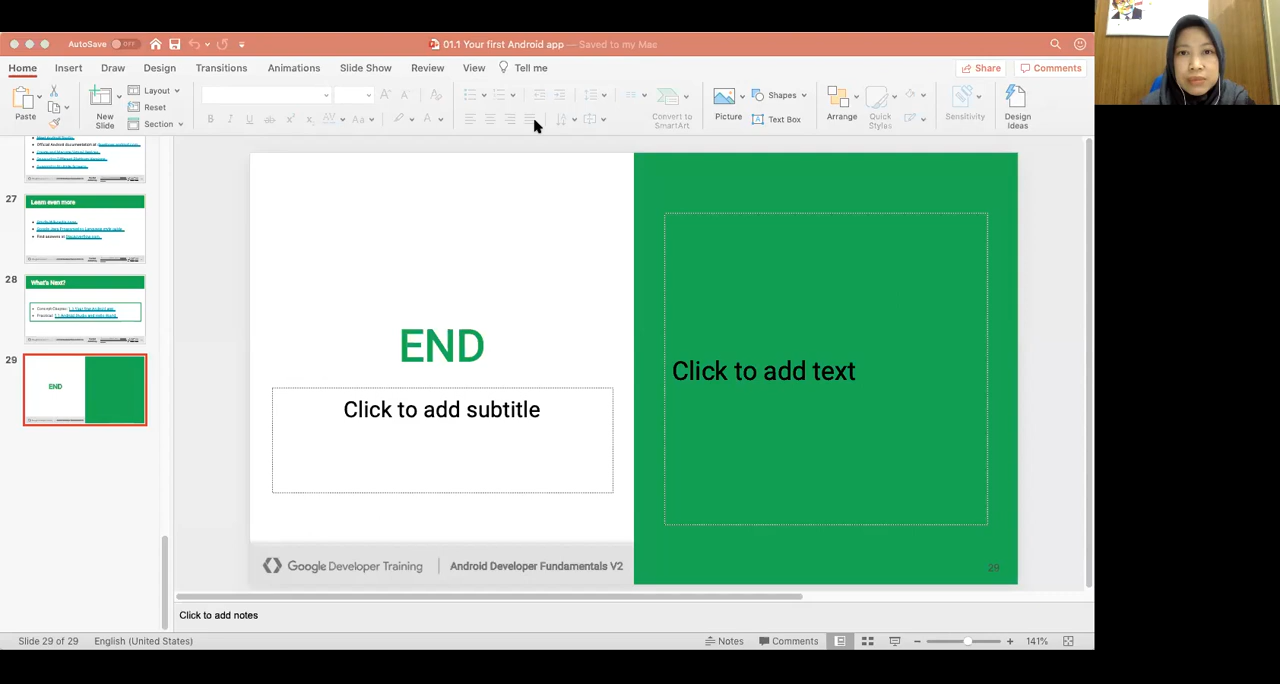 AutoSave OFF
01.1 Your first Android app — Saved to my Mac
Home Insert Draw Design Transitions Animations Slide Show Review View Tell me
Share Comments
Paste
New Slide
Layout
Reset
Section
Convert to SmartArt
Picture
Shapes
Text Box
Arrange
Quick Styles
Sensitivity
Design Ideas
27
Learn even more
28
What's Next?
29
END
END
Click to add subtitle
Click to add text
Google Developer Training
Android Developer Fundamentals V2
29
Click to add notes
Slide 29 of 29 English (United States)
Notes Comments 141%